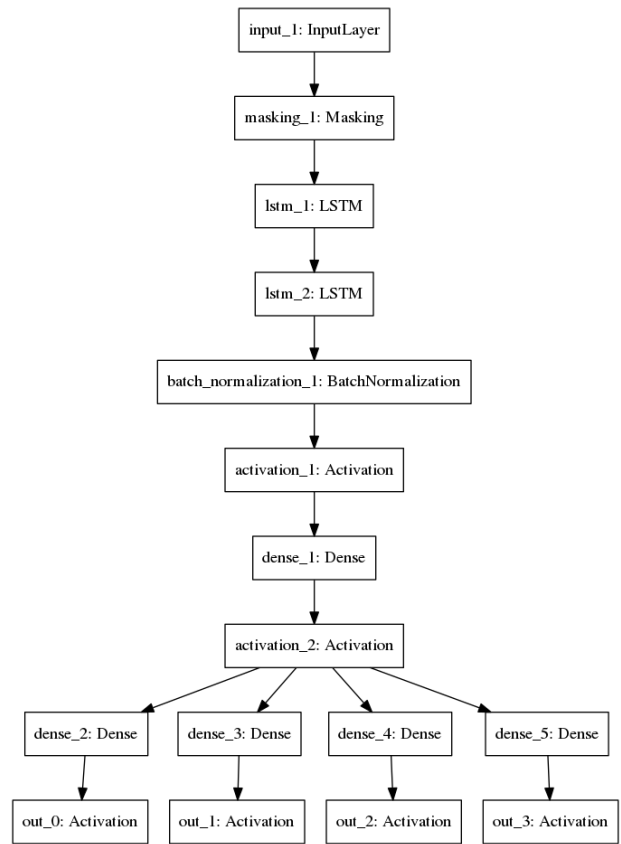 input_1: InputLayer
masking_1: Masking
lstm_1: LSTM
lstm_2: LSTM
batch_normalization_1: BatchNormalization
activation_1: Activation
dense_1: Dense
activation_2: Activation
dense_2: Dense
dense_3: Dense
dense_4: Dense
dense_5: Dense
out_0: Activation
out_1: Activation
out_2: Activation
out_3: Activation